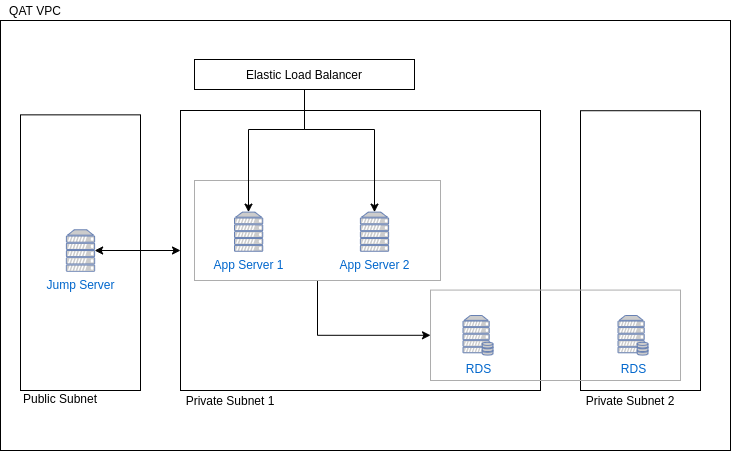 QAT VPC
Elastic Load Balancer
App Server 1
App Server 2
Jump Server
RDS
RDS
Public Subnet
Private Subnet 1
Private Subnet 2